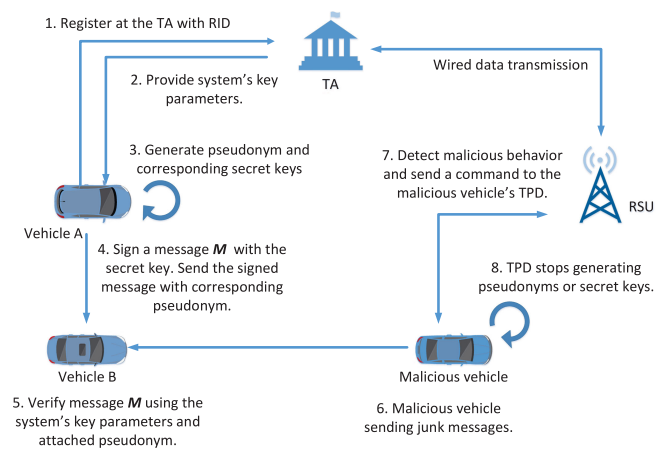 1. Register at the TA with RID
2. Provide system's key
parameters.
TA
Wired data transmission
3. Generate pseudonym and
corresponding secret keys
7. Detect malicious behavior
and send a command to the
malicious vehicle's TPD.
RSU
Vehicle A
4. Sign a message M with the
secret key. Send the signed
message with corresponding
pseudonym.
8. TPD stops generating
pseudonyms or secret keys.
Vehicle B
Malicious vehicle
5. Verify message M using the
system's key parameters and
attached pseudonym.
6. Malicious vehicle
sending junk messages.